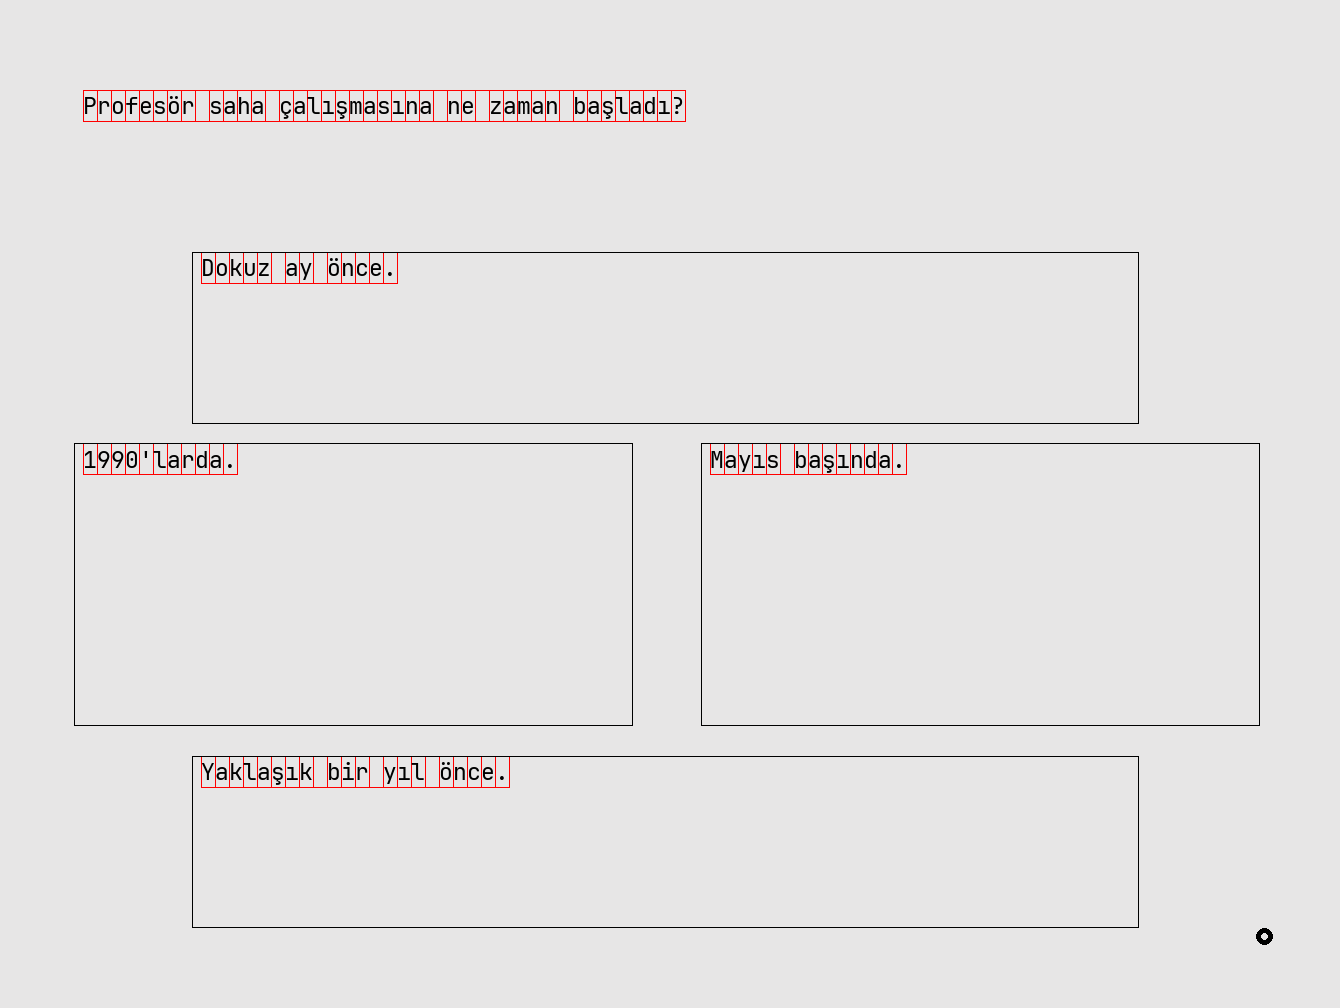 Profesör saha çalışmasına ne zaman başladı?
Dokuz ay önce.
1990'larda.
Mayıs başında.
Yaklaşık bir yıl önce.